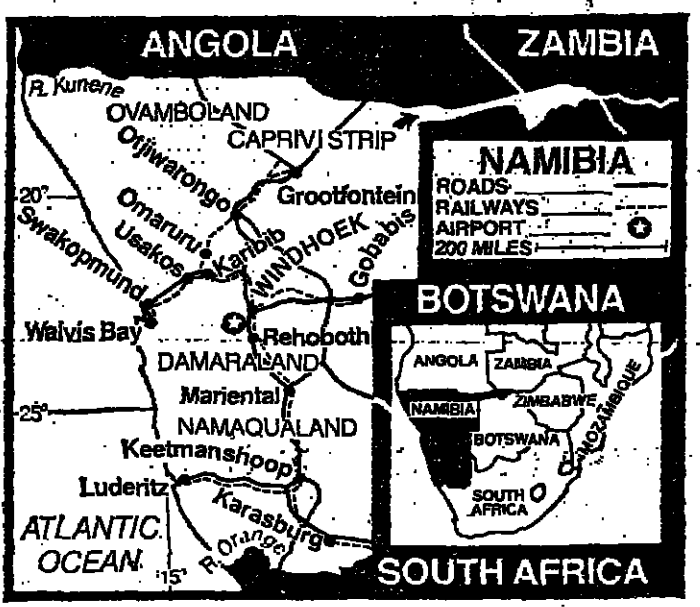 ANGOLA
ZAMBIA
R. Kunene
OVAMBOLAND
CAPRIVI STRIP
Otjiwarongo
Grootfontein
20°
Omaruru
Swakopmund
Usakos
Karibib
WINDHOEK
Gobabis
Walvis Bay
Rehoboth
DAMARALAND
Mariental
25°
NAMAQUALAND
Keetmanshoop
Luderitz
Karasburg
ATLANTIC
OCEAN
R. Orange
15°
NAMIBIA
ROADS
RAILWAYS
AIRPORT
200 MILES
BOTSWANA
ANGOLA
ZAMBIA
NAMIBIA
ZIMBABWE
MOZAMBIQUE
BOTSWANA
SOUTH
AFRICA
SOUTH AFRICA